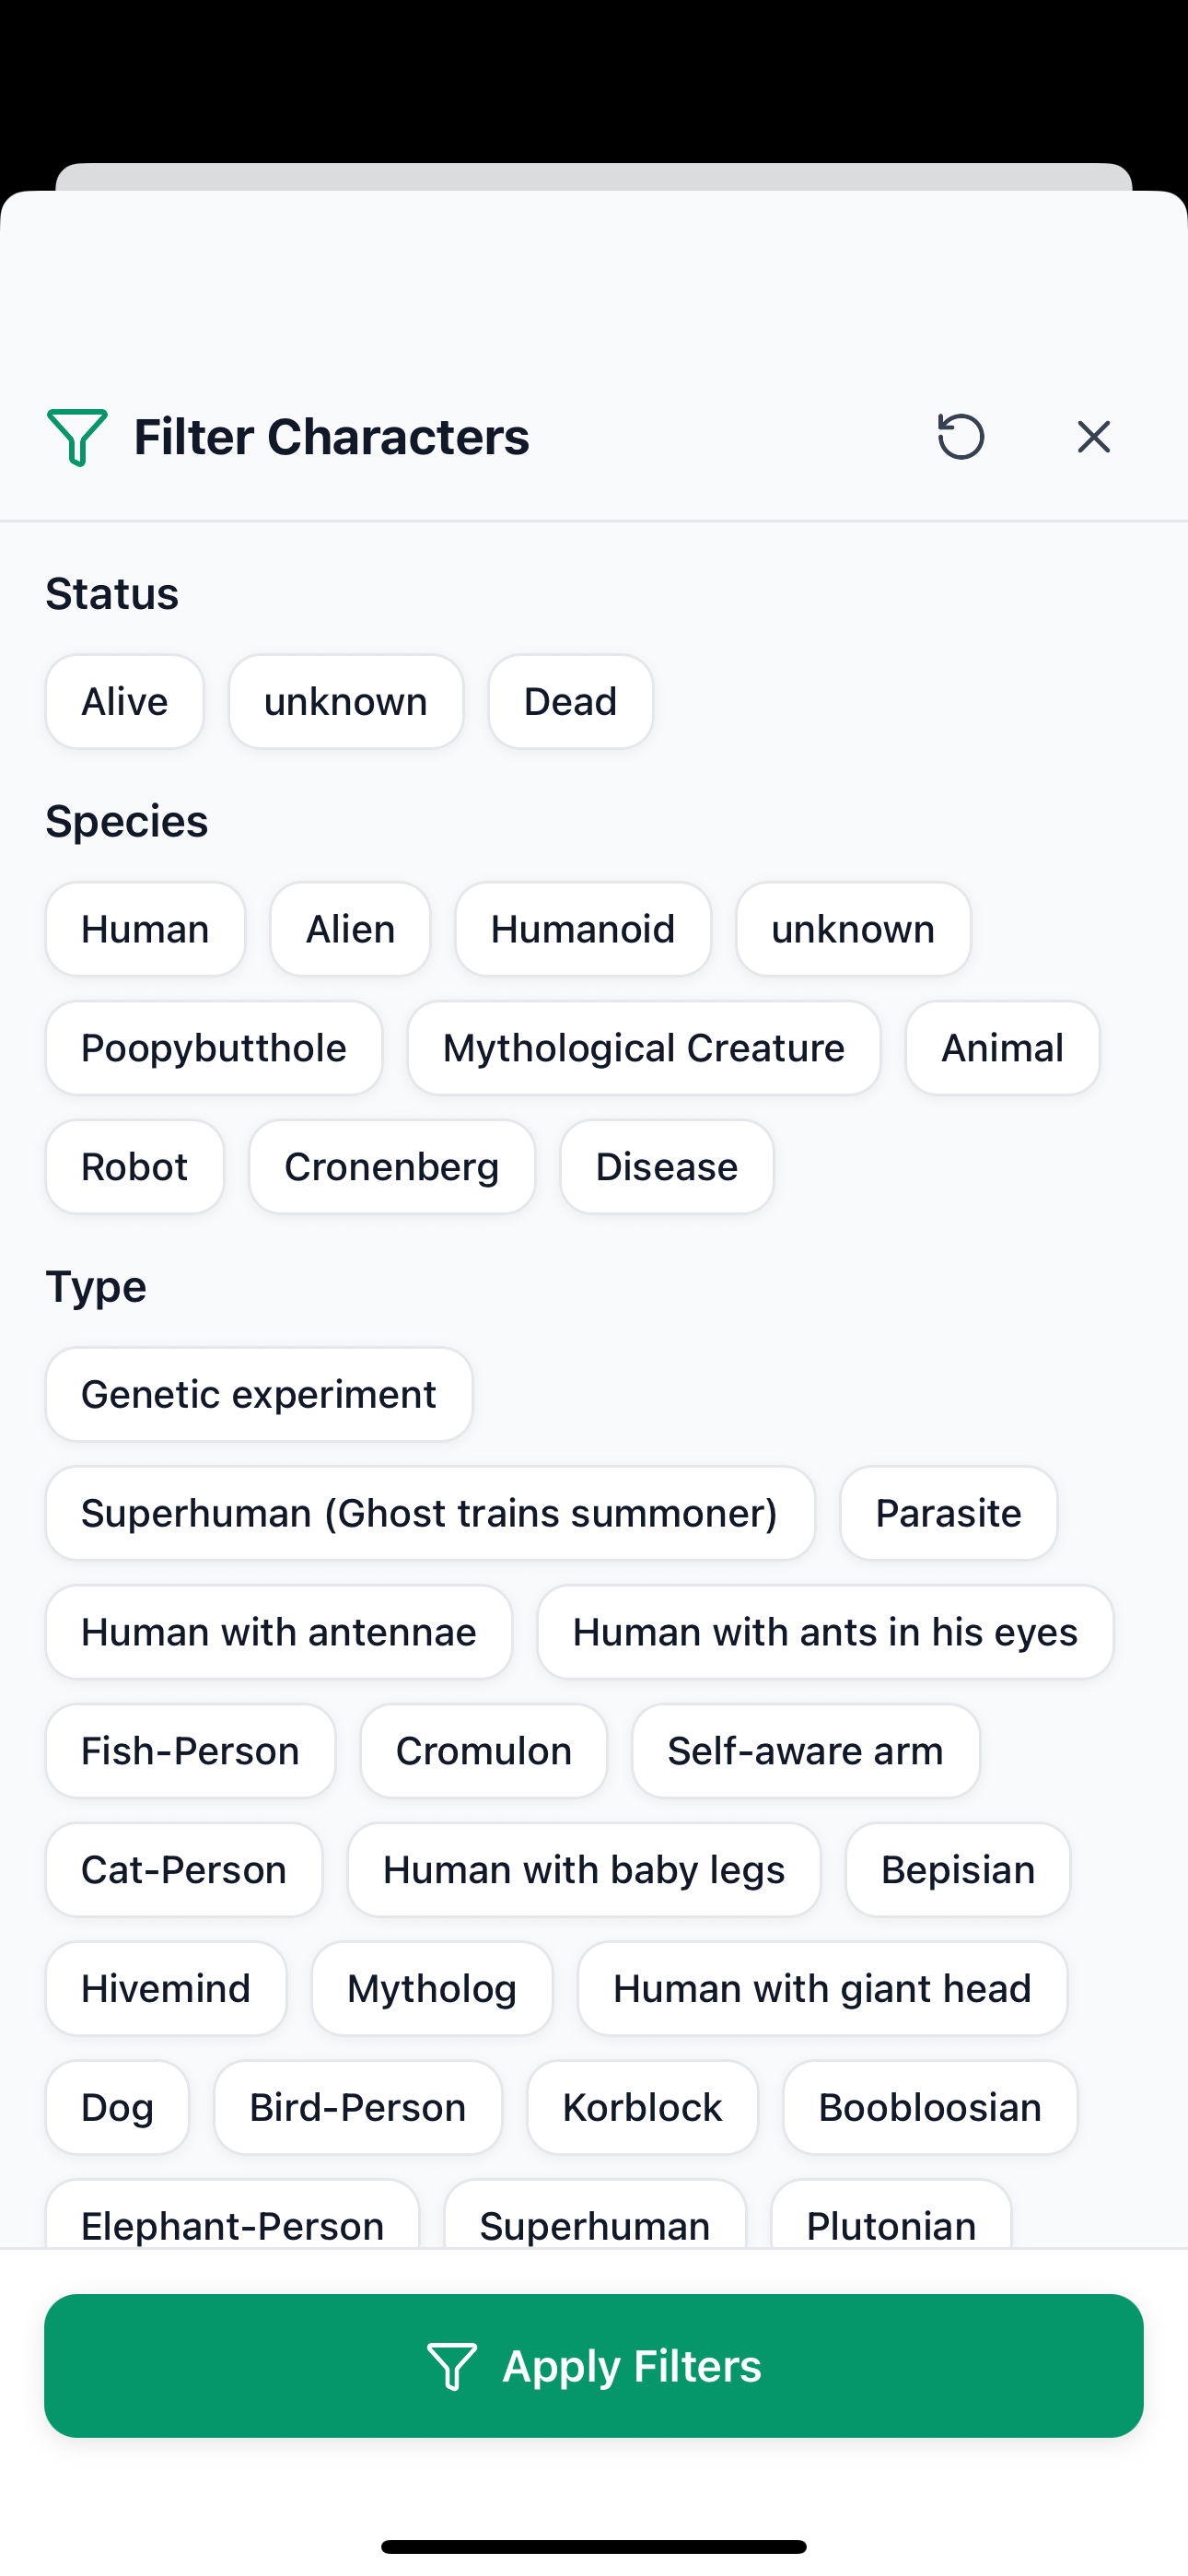 Filter Characters
Status
Alive unknown Dead
Species
Human Alien Humanoid unknown
Poopybutthole Mythological Creature Animal
Robot Cronenberg Disease
Type
Genetic experiment
Superhuman (Ghost trains summoner) Parasite
Human with antennae Human with ants in his eyes
Fish-Person Cromulon Self-aware arm
Cat-Person Human with baby legs Bepisian
Hivemind Mytholog Human with giant head
Dog Bird-Person Korblock Boobloosian
Elephant-Person Superhuman Plutonian
Apply Filters